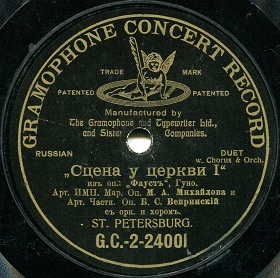 GRAMOPHONE CONCERT RECORD
TRADE MARK
PATENTED PATENTED
Manufactured by
The Gramophone and Typewriter Ltd.,
and Sister Companies.
RUSSIAN DUET
w. Chorus & Orch.
„Сцена у церкви I“
изъ оп. „Фаустъ“, Гуно.
Арт. ИМП. Мар. Оп. М. А. Михайлова и
Арт. Частн. Оп. Б. С. Веприискій
съ орк. и хоромъ.
ST. PETERSBURG.
G.C.-2-24001